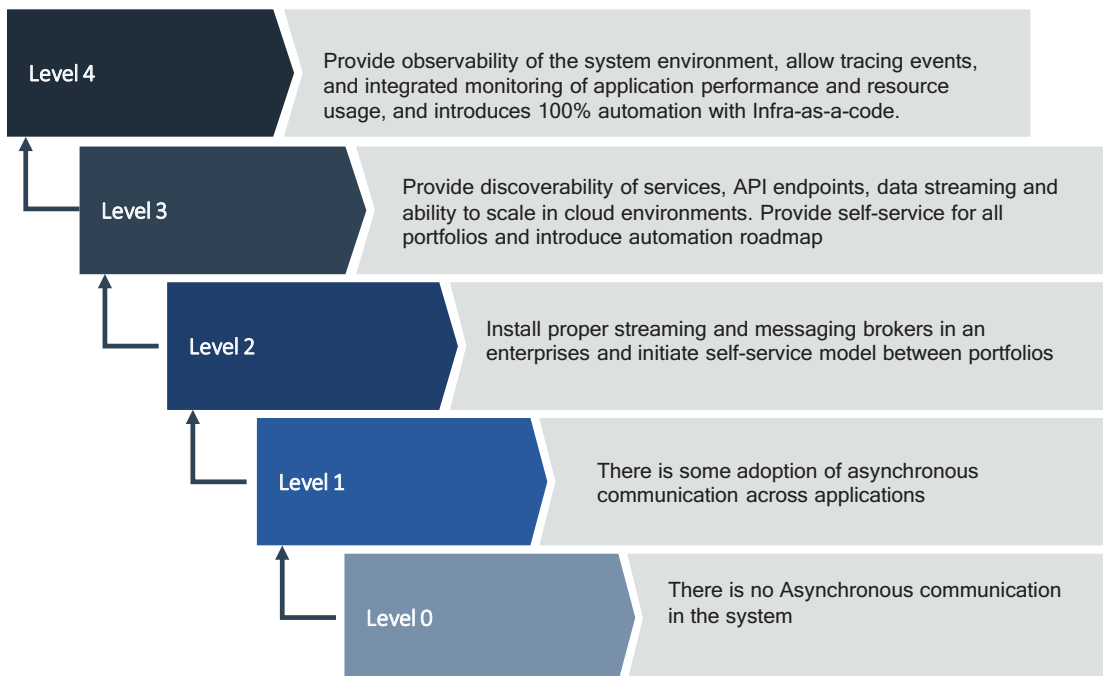 Level 4
Provide observability of the system environment, allow tracing events,
and integrated monitoring of application performance and resource
usage, and introduces 100% automation with Infra-as-a-code.
Level 3
Provide discoverability of services, API endpoints, data streaming and
ability to scale in cloud environments. Provide self-service for all
portfolios and introduce automation roadmap
Level 2
Install proper streaming and messaging brokers in an
enterprises and initiate self-service model between portfolios
Level 1
There is some adoption of asynchronous
communication across applications
Level 0
There is no Asynchronous communication
in the system